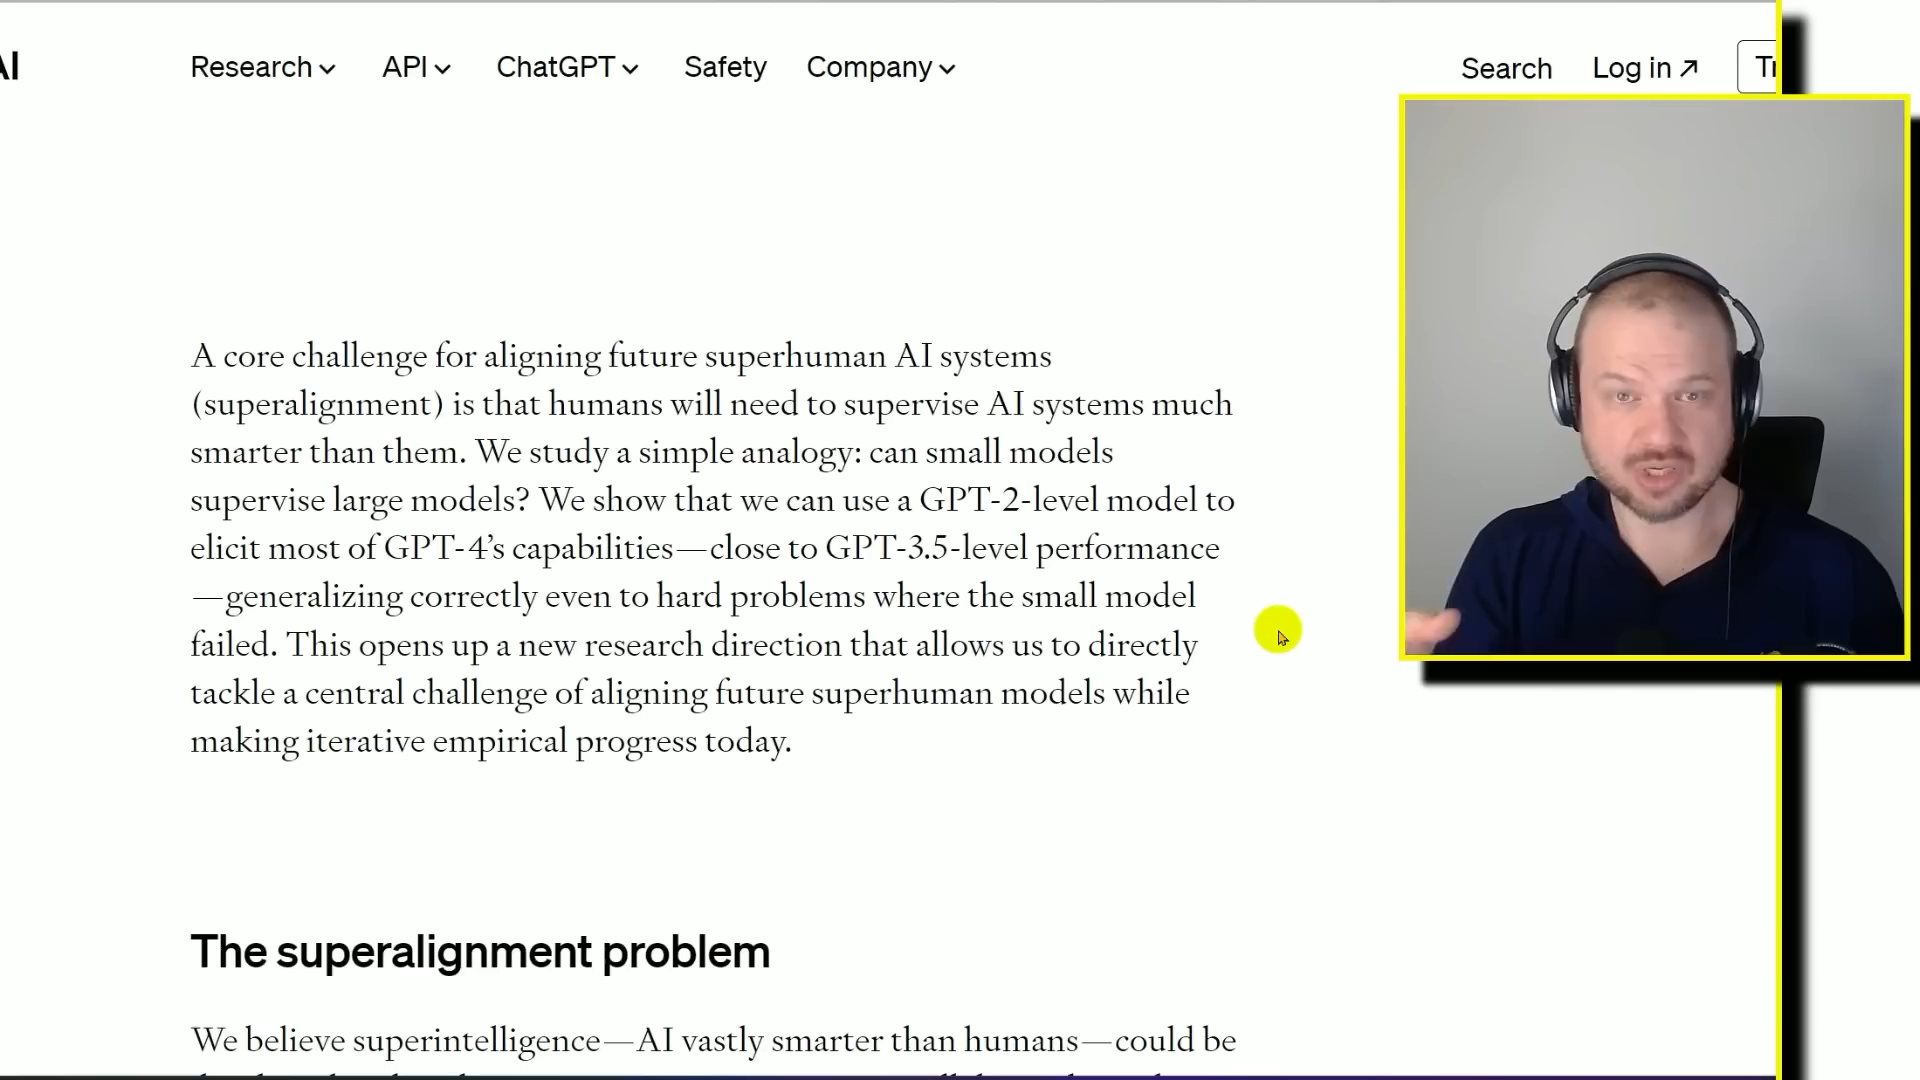 AI
Research
API
ChatGPT
Safety
Company
Search
Log in ↗
A core challenge for aligning future superhuman AI systems
(superalignment) is that humans will need to supervise AI systems much
smarter than them. We study a simple analogy: can small models
supervise large models? We show that we can use a GPT-2-level model to
elicit most of GPT-4’s capabilities—close to GPT-3.5-level performance
—generalizing correctly even to hard problems where the small model
failed. This opens up a new research direction that allows us to directly
tackle a central challenge of aligning future superhuman models while
making iterative empirical progress today.
The superalignment problem
We believe superintelligence—AI vastly smarter than humans—could be